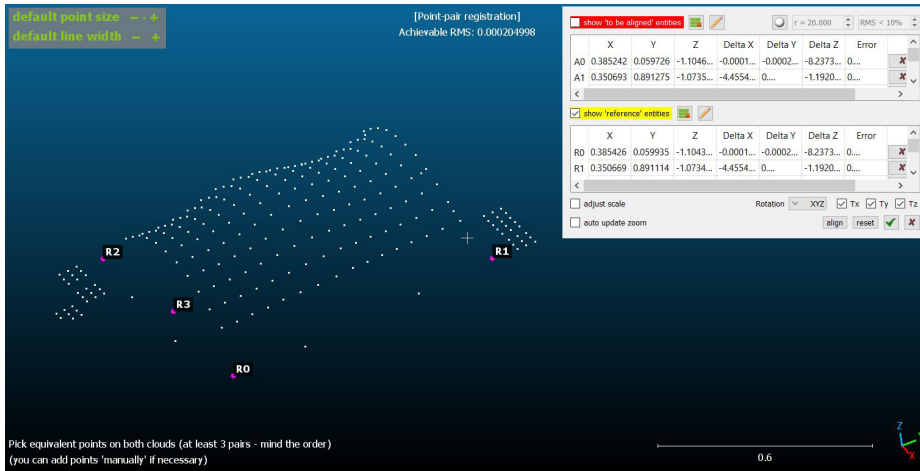 default point size − · +
default line width − +
[Point-pair registration]
Achievable RMS: 0.000204998
show 'to be aligned' entities
r = 20.000
RMS < 10%
X Y Z Delta X Delta Y Delta Z Error
A0 0.385242 0.059726 -1.1046... -0.0001... -0.0002... -8.2373... 0....
A1 0.350693 0.891275 -1.0735... -4.4554... 0.... -1.1920... 0....
show 'reference' entities
X Y Z Delta X Delta Y Delta Z Error
R0 0.385426 0.059935 -1.1043... -0.0001... -0.0002... -8.2373... 0....
R1 0.350669 0.891114 -1.0734... -4.4554... 0.... -1.1920... 0....
adjust scale
Rotation XYZ Tx Ty Tz
auto update zoom
align reset
R2
R1
R3
R0
Pick equivalent points on both clouds (at least 3 pairs - mind the order)
(you can add points 'manually' if necessary)
0.6
Z
X